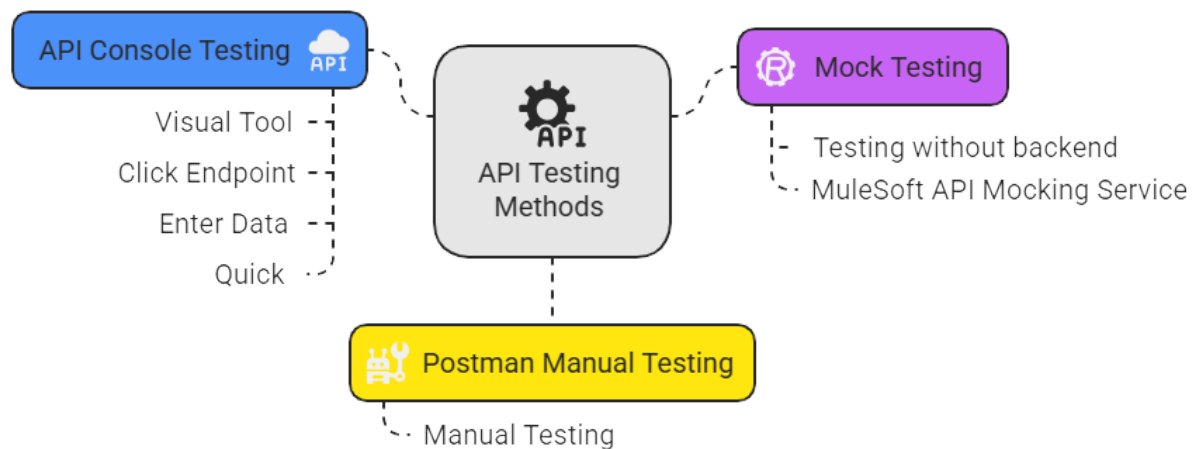 API Console Testing
API
Visual Tool
Click Endpoint
Enter Data
Quick
API
API Testing
Methods
R
Mock Testing
Testing without backend
MuleSoft API Mocking Service
Postman Manual Testing
Manual Testing